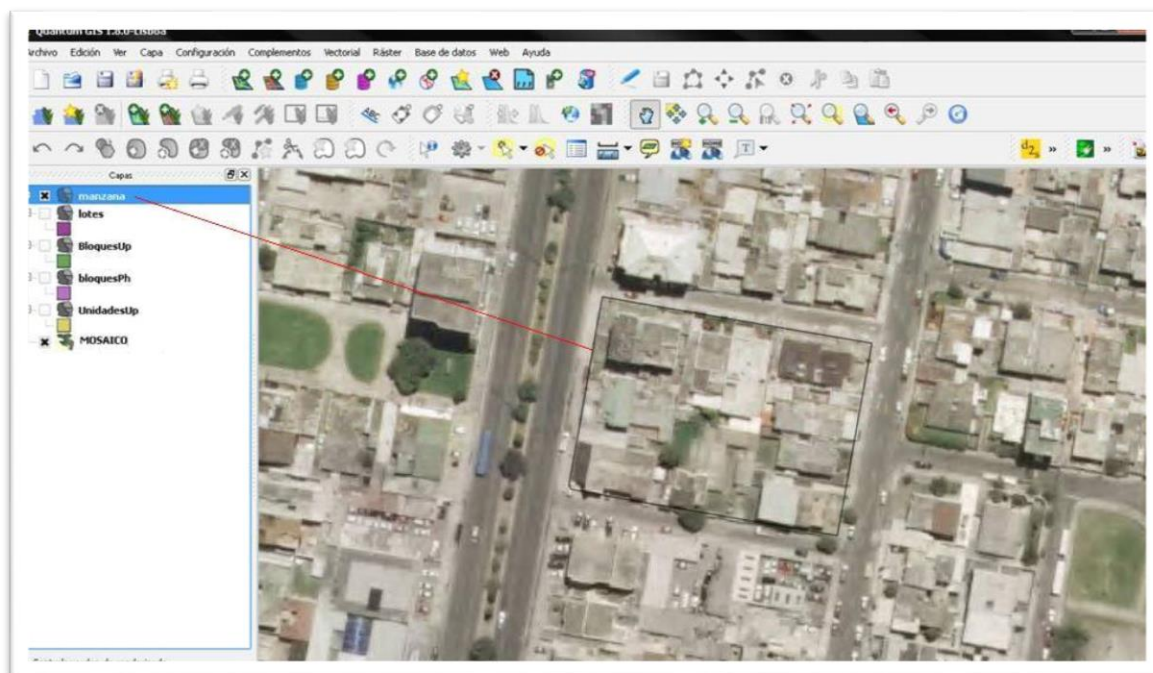 Quantum GIS 1.8.0-Lisboa
Archivo Edición Ver Capa Configuración Complementos Vectorial Ráster Base de datos Web Ayuda
ABC
T
Capas
manzana
lotes
BloquesUp
bloquesPh
UnidadesUp
MOSAICO